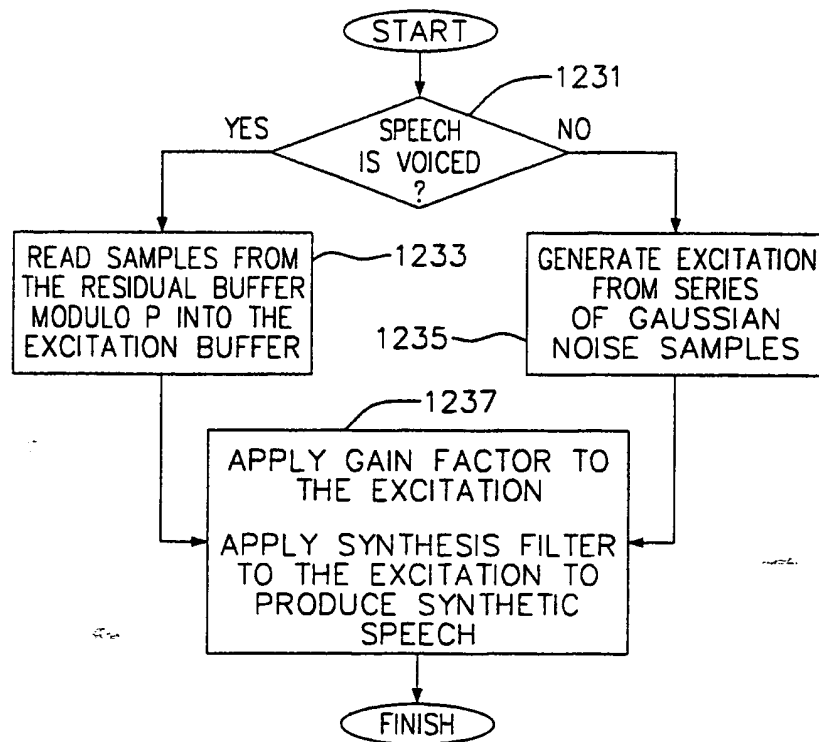 START
1231
YES
SPEECH
IS VOICED
?
NO
READ SAMPLES FROM
THE RESIDUAL BUFFER
MODULO P INTO THE
EXCITATION BUFFER
1233
GENERATE EXCITATION
FROM SERIES
OF GAUSSIAN
NOISE SAMPLES
1235
1237
APPLY GAIN FACTOR TO
THE EXCITATION
APPLY SYNTHESIS FILTER
TO THE EXCITATION TO
PRODUCE SYNTHETIC
SPEECH
FINISH